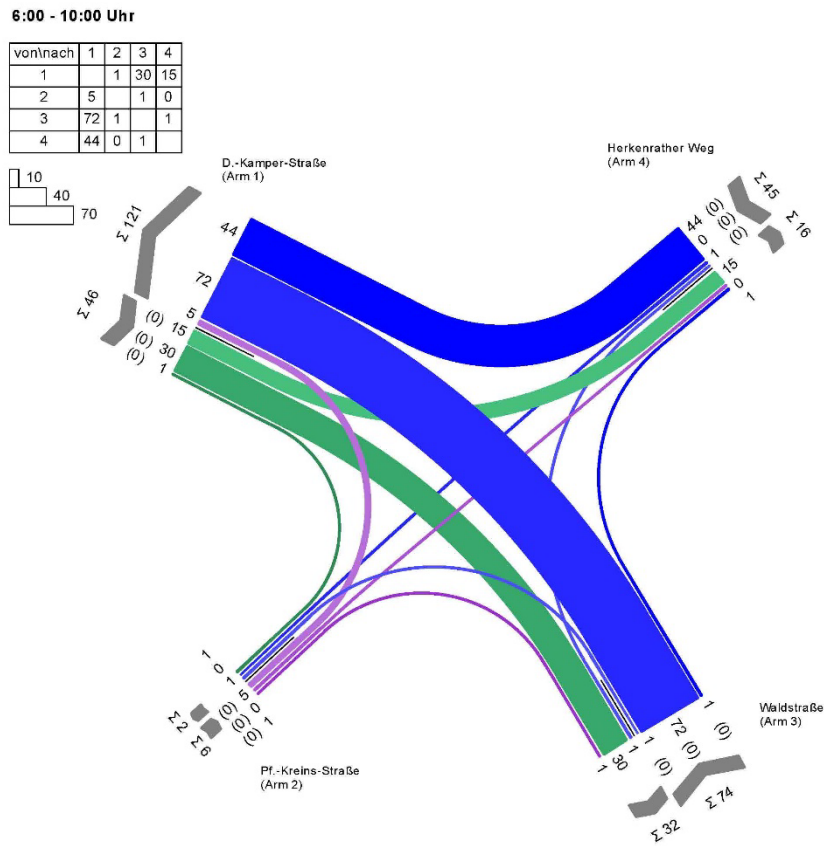 6:00 - 10:00 Uhr
von\nach 1 2 3 4
1 1 30 15
2 5 1 0
3 72 1 1
4 44 0 1
10
40
70
D.-Kamper-Straße
(Arm 1)
Herkenrather Weg
(Arm 4)
Σ 121
Σ 46
44
72
5
(0) 15
(0) 30
(0) 1
Σ 45
Σ 16
44 (0)
0 (0)
1 (0)
15
0
1
1
0
1
5 (0)
0 (0)
1 (0)
Σ 2
Σ 6
Pf.-Kreins-Straße
(Arm 2)
Waldstraße
(Arm 3)
1
30
1
1 (0)
72 (0)
1 (0)
Σ 32
Σ 74